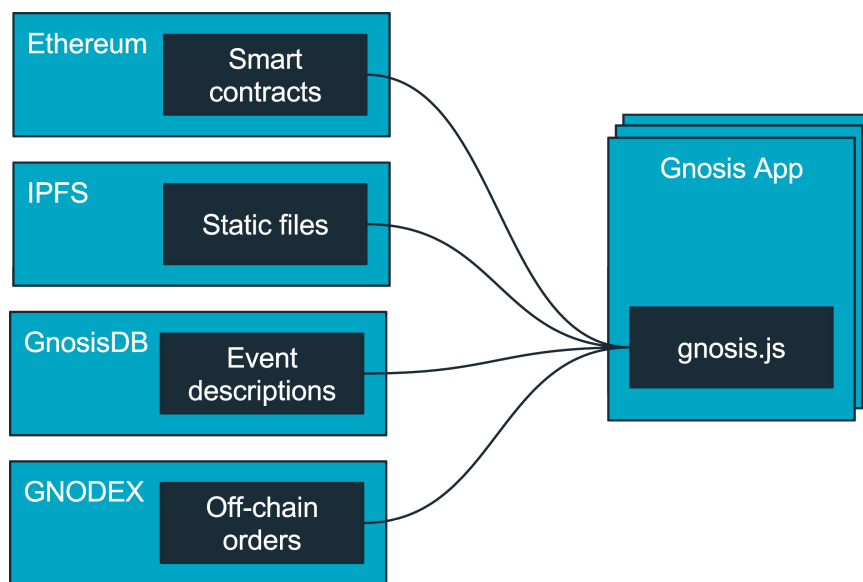 Ethereum
Smart
contracts
IPFS
Static files
GnosisDB
Event
descriptions
GNODEX
Off-chain
orders
Gnosis App
gnosis.js